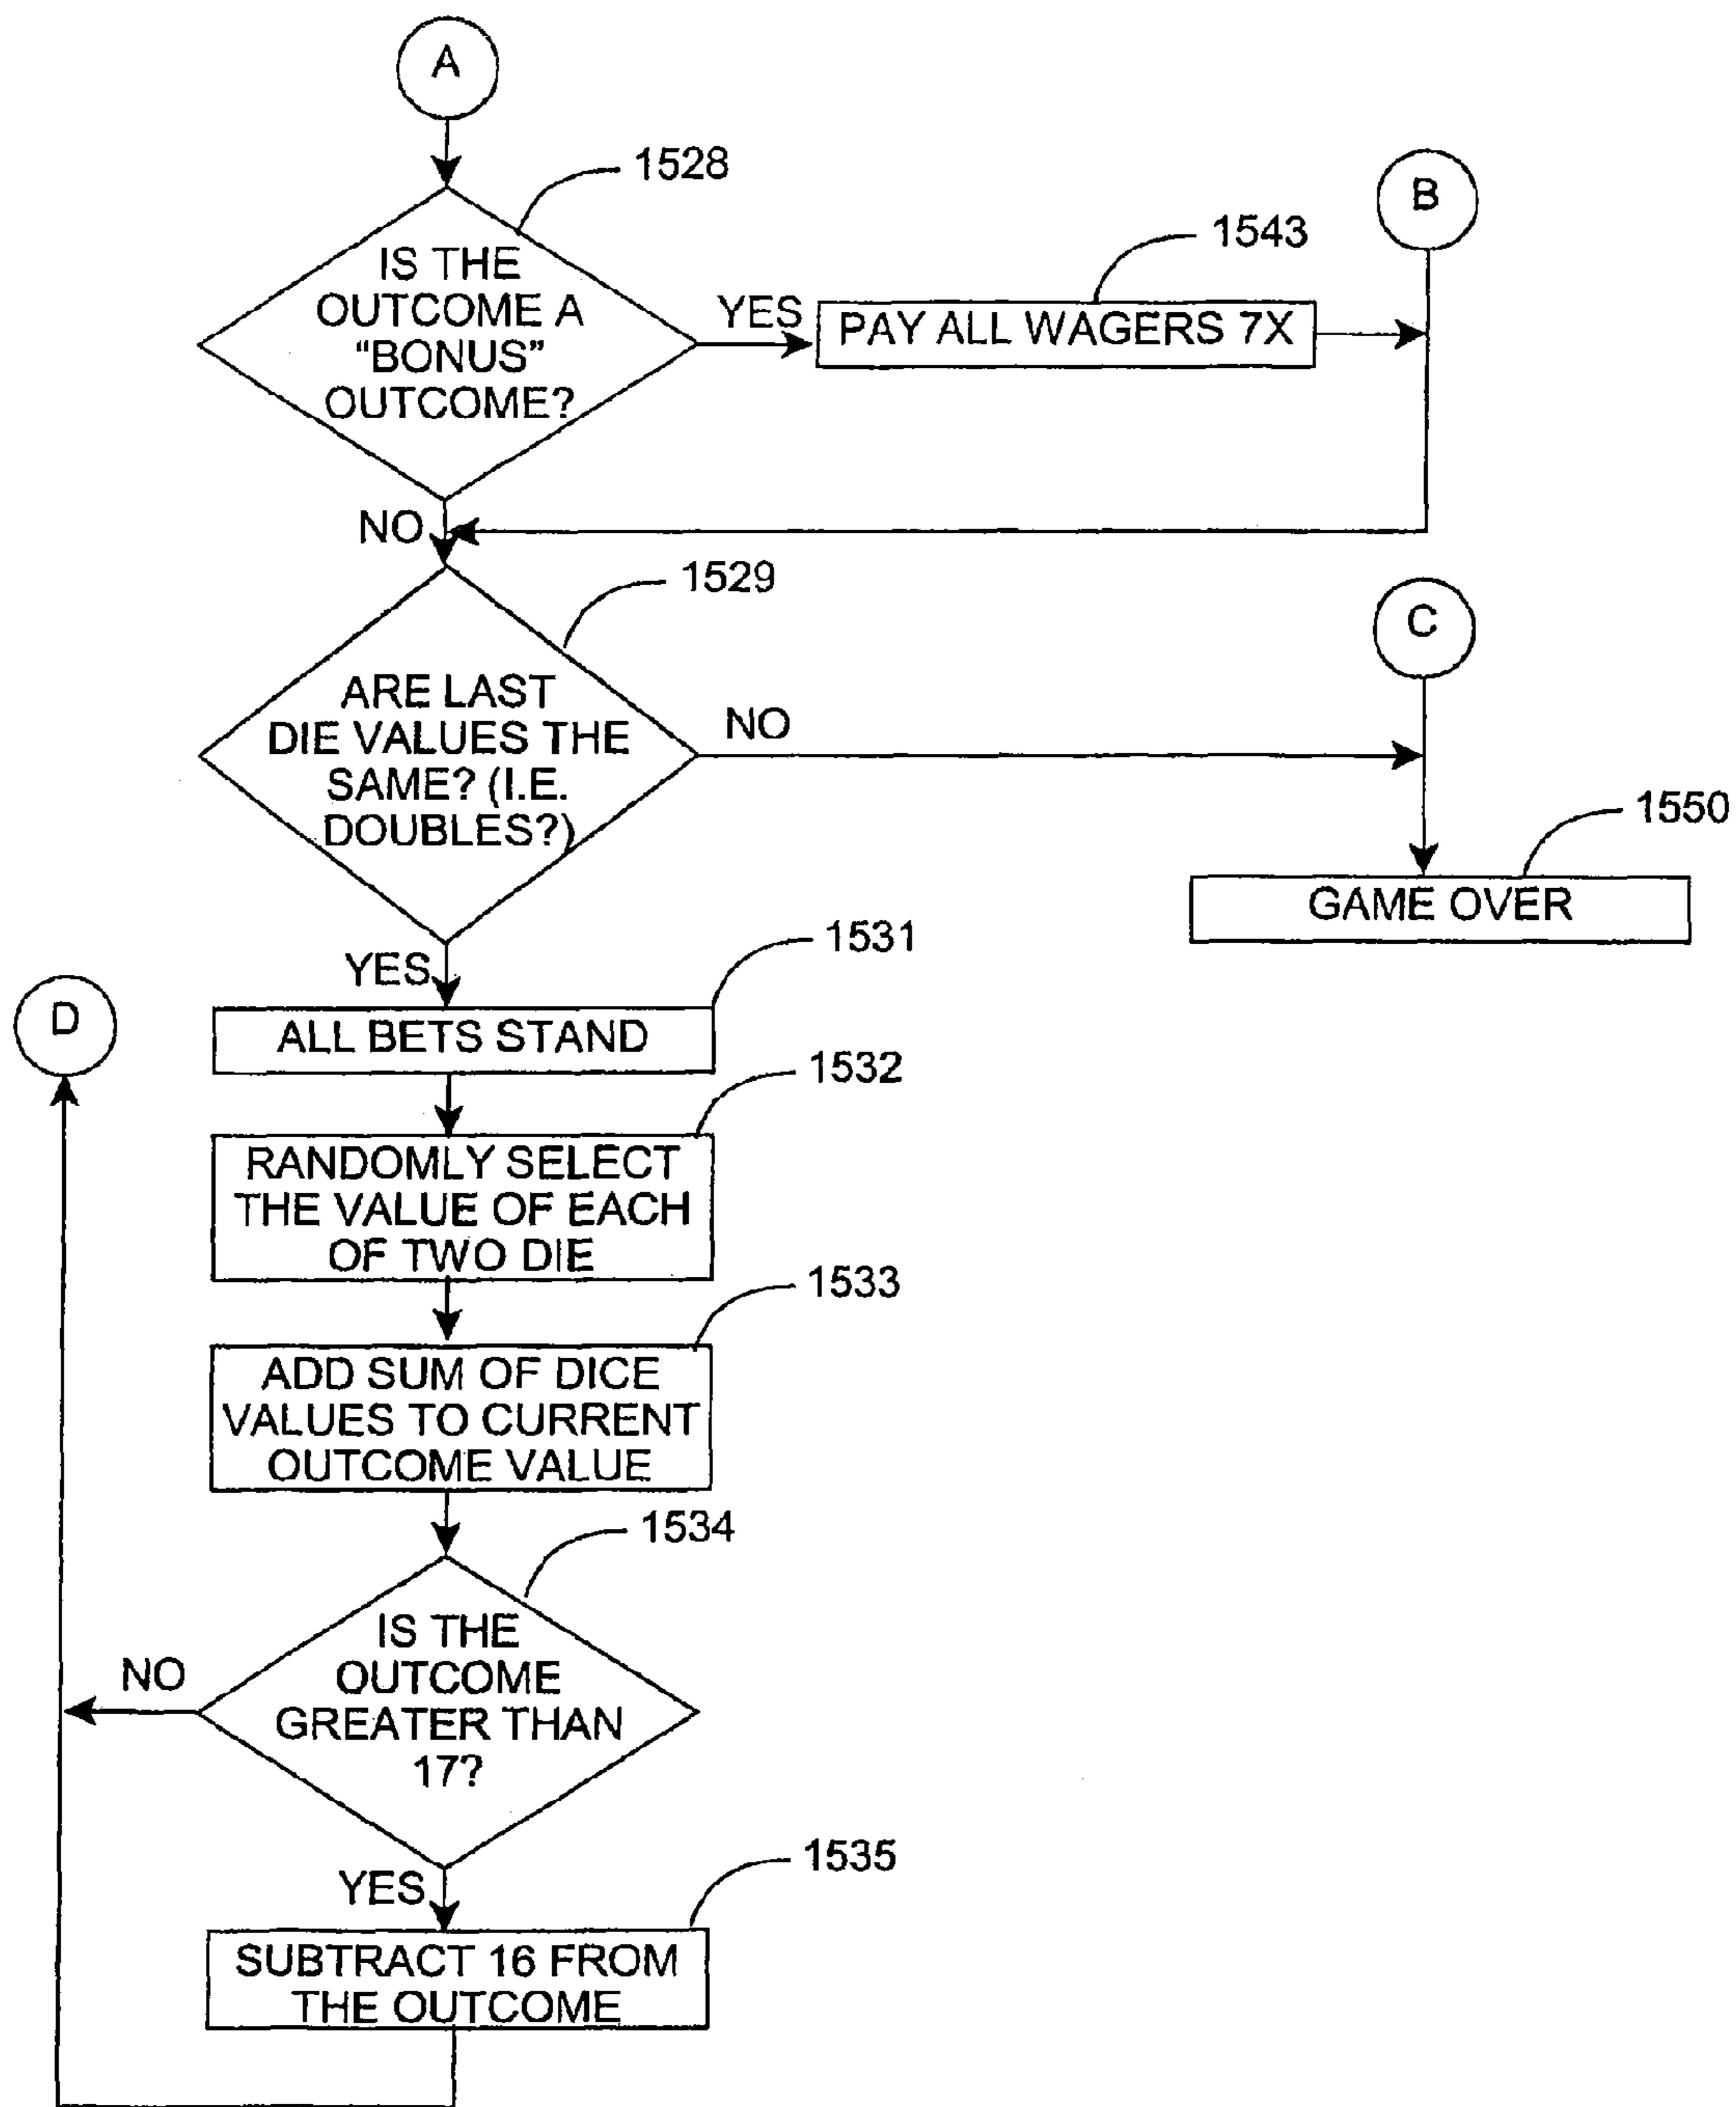 A
1528
B
IS THE
OUTCOME A
“BONUS”
OUTCOME?
YES
1543
PAY ALL WAGERS 7X
NO
1529
C
ARE LAST
DIE VALUES THE
SAME? (I.E.
DOUBLES?)
NO
1550
GAME OVER
YES
1531
D
ALL BETS STAND
1532
RANDOMLY SELECT
THE VALUE OF EACH
OF TWO DIE
1533
ADD SUM OF DICE
VALUES TO CURRENT
OUTCOME VALUE
1534
IS THE
OUTCOME
GREATER THAN
17?
NO
YES
1535
SUBTRACT 16 FROM
THE OUTCOME